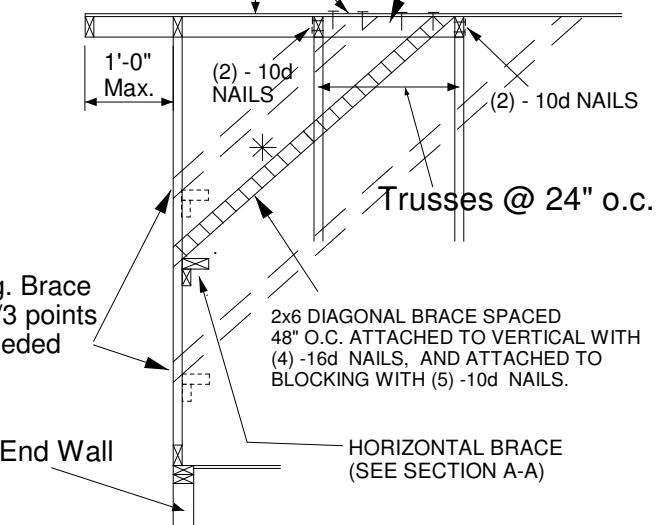 1'-0"
Max.
(2) - 10d
NAILS
(2) - 10d NAILS
Trusses @ 24" o.c.
g. Brace
/3 points
eeded
2x6 DIAGONAL BRACE SPACED
48" O.C. ATTACHED TO VERTICAL WITH
(4) -16d NAILS, AND ATTACHED TO
BLOCKING WITH (5) -10d NAILS.
End Wall
HORIZONTAL BRACE
(SEE SECTION A-A)